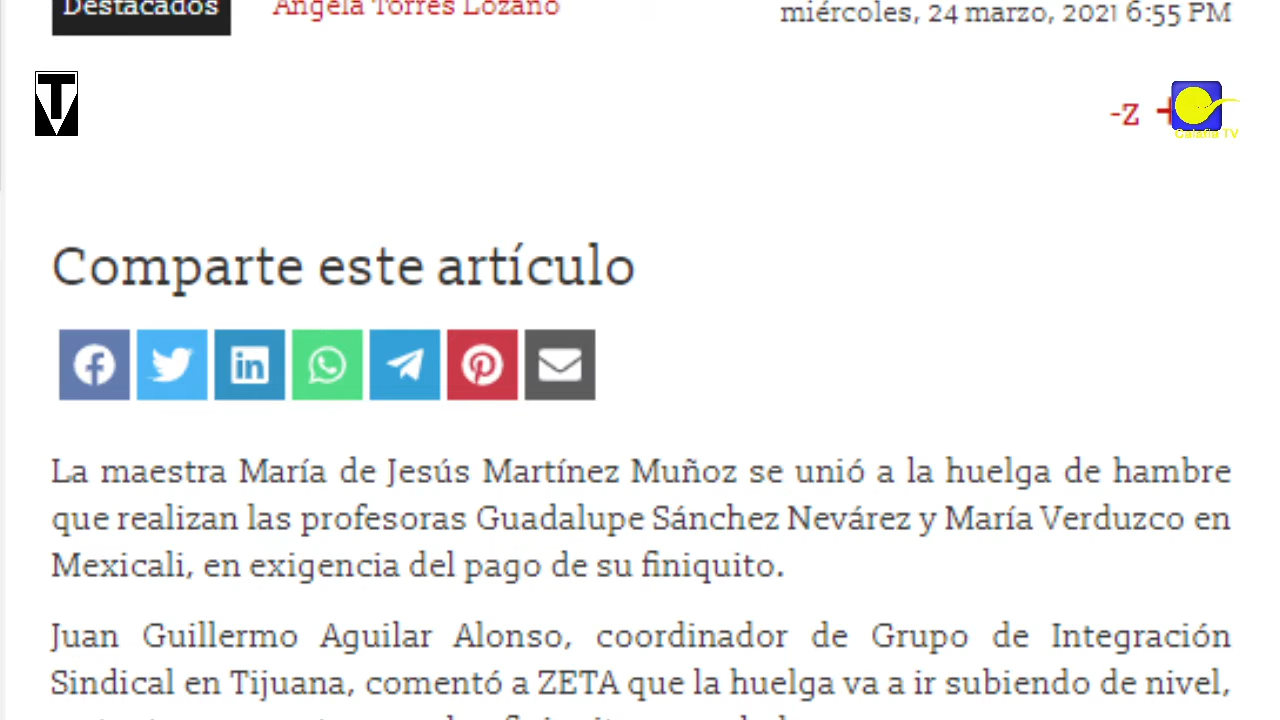 Destacados Angela Torres Lozano miércoles, 24 marzo, 2021 6:55 PM
TV
-Z +
Calafia TV
Comparte este artículo
La maestra María de Jesús Martínez Muñoz se unió a la huelga de hambre
que realizan las profesoras Guadalupe Sánchez Nevárez y María Verduzco en
Mexicali, en exigencia del pago de su finiquito.
Juan Guillermo Aguilar Alonso, coordinador de Grupo de Integración
Sindical en Tijuana, comentó a ZETA que la huelga va a ir subiendo de nivel,